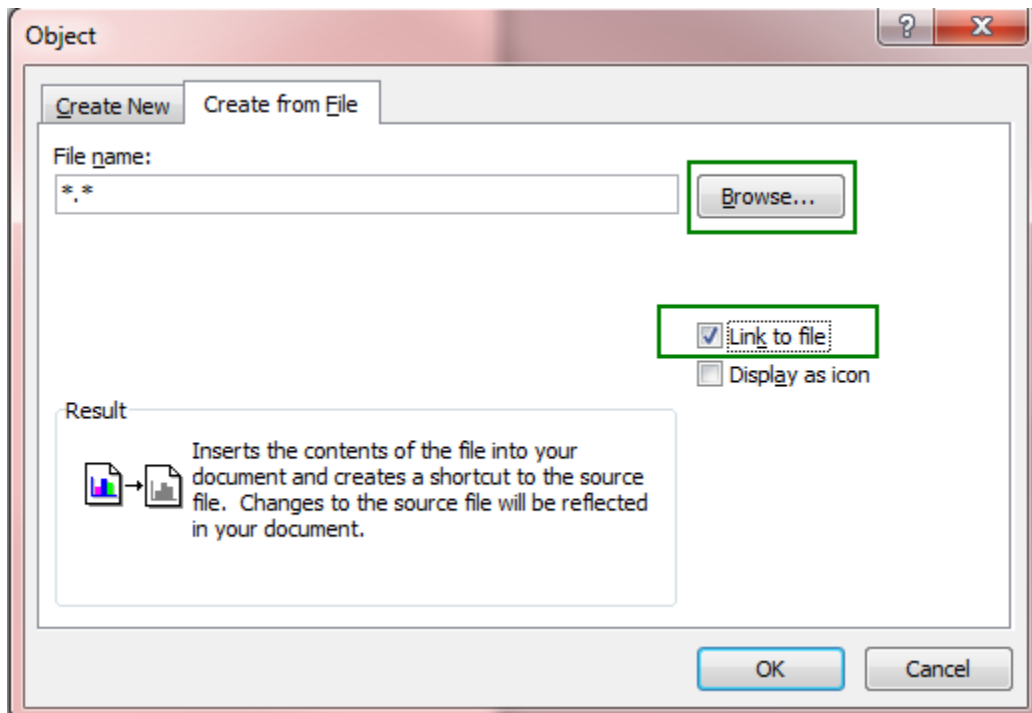 Object
Create New
Create from File
File name:
*.*
Browse...
Link to file
Display as icon
Result
Inserts the contents of the file into your
document and creates a shortcut to the source
file.  Changes to the source file will be reflected
in your document.
OK
Cancel